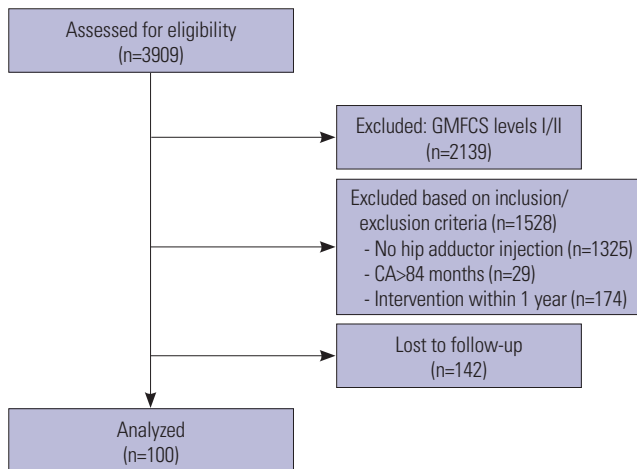 Assessed for eligibility
(n=3909)
Excluded: GMFCS levels I/II
(n=2139)
Excluded based on inclusion/
exclusion criteria (n=1528)
- No hip adductor injection (n=1325)
- CA>84 months (n=29)
- Intervention within 1 year (n=174)
Lost to follow-up
(n=142)
Analyzed
(n=100)